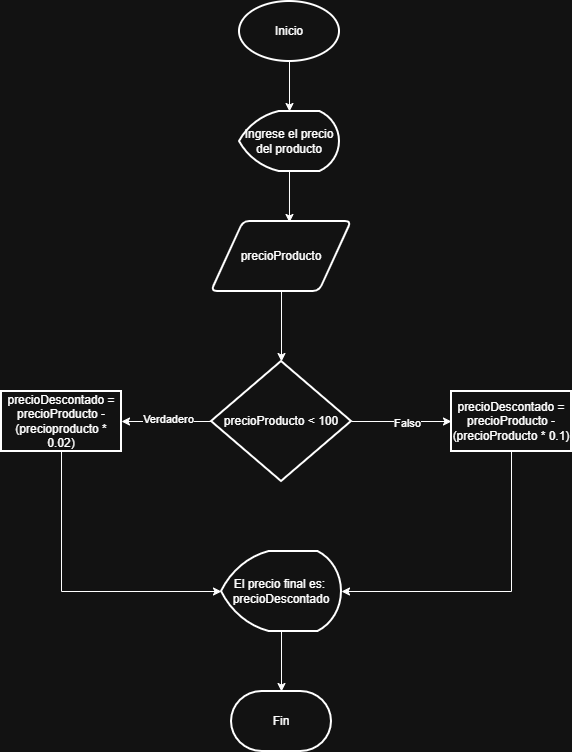 Inicio
Ingrese el precio
del producto
precioProducto
precioProducto < 100
Verdadero
Falso
precioDescontado =
precioProducto -
(precioproducto *
0.02)
precioDescontado =
precioProducto -
(precioProducto * 0.1)
El precio final es:
precioDescontado
Fin